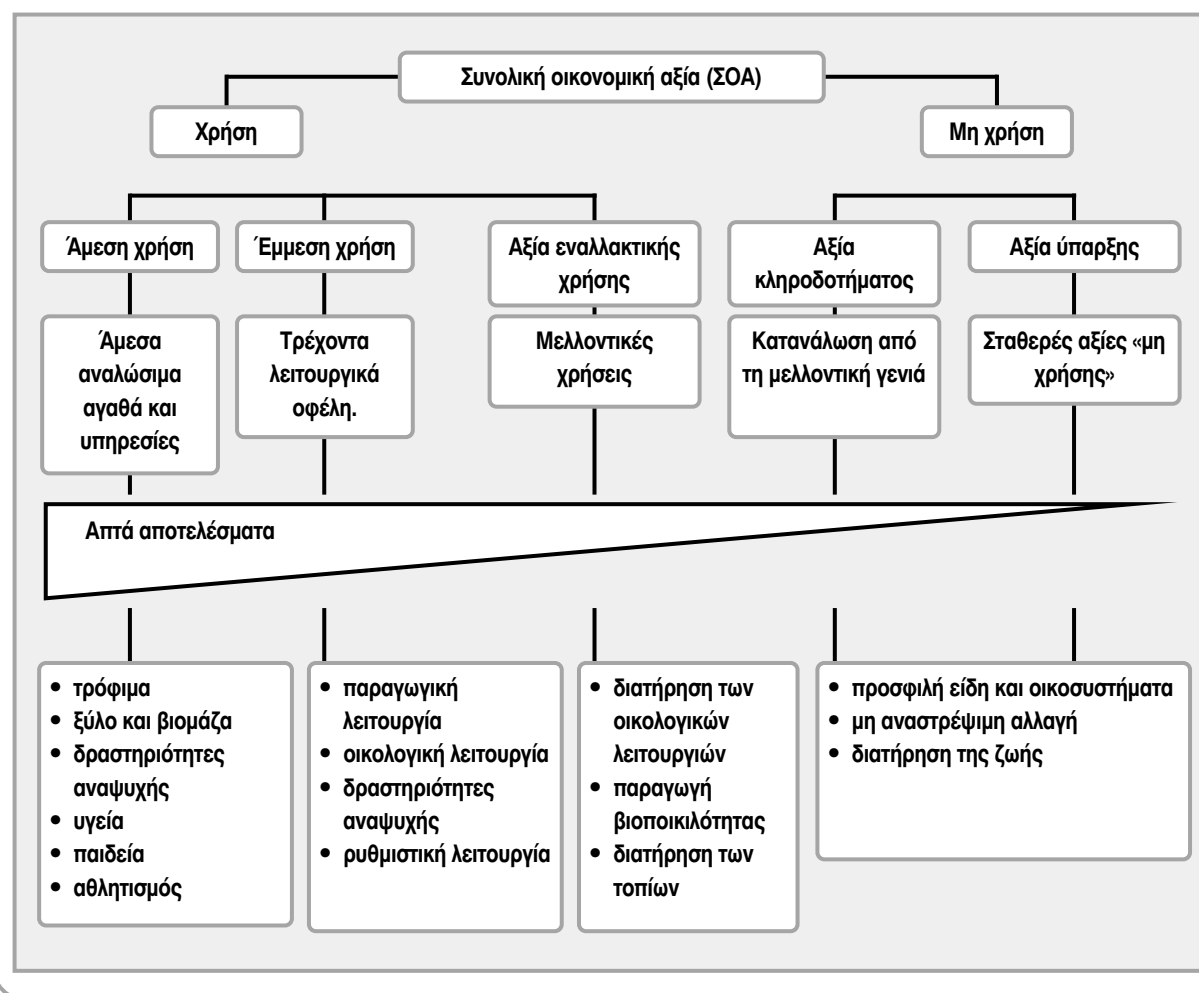 Συνολική οικονομική αξία (ΣΟΑ)
Χρήση
Μη χρήση
Άμεση χρήση
Έμμεση χρήση
Αξία εναλλακτικής
χρήσης
Αξία
κληροδοτήματος
Αξία ύπαρξης
Άμεσα
αναλώσιμα
αγαθά και
υπηρεσίες
Τρέχοντα
λειτουργικά
οφέλη.
Μελλοντικές
χρήσεις
Κατανάλωση από
τη μελλοντική γενιά
Σταθερές αξίες «μη
χρήσης»
Απτά αποτελέσματα
• τρόφιμα
• ξύλο και βιομάζα
• δραστηριότητες
αναψυχής
• υγεία
• παιδεία
• αθλητισμός
• παραγωγική
λειτουργία
• οικολογική λειτουργία
• δραστηριότητες
αναψυχής
• ρυθμιστική λειτουργία
• διατήρηση των
οικολογικών
λειτουργιών
• παραγωγή
βιοποικιλότητας
• διατήρηση των
τοπίων
• προσφιλή είδη και οικοσυστήματα
• μη αναστρέψιμη αλλαγή
• διατήρηση της ζωής